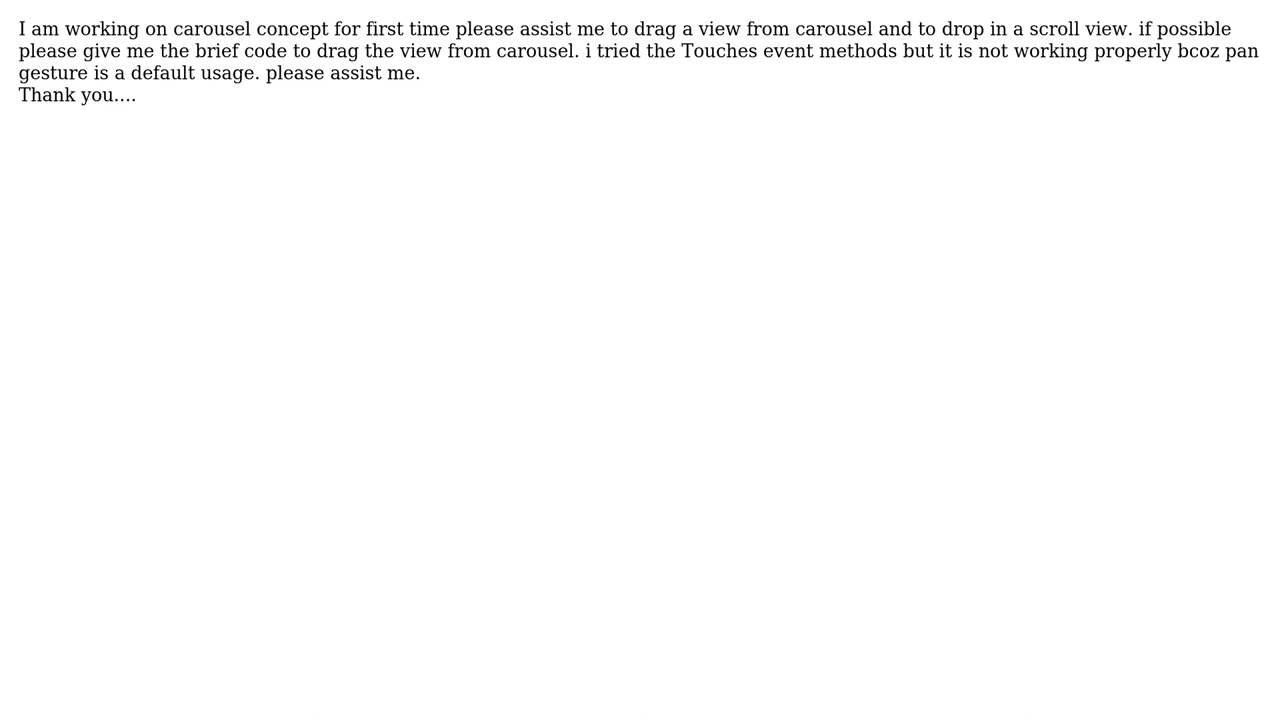 I am working on carousel concept for first time please assist me to drag a view from carousel and to drop in a scroll view. if possible
please give me the brief code to drag the view from carousel. i tried the Touches event methods but it is not working properly bcoz pan
gesture is a default usage. please assist me.
Thank you....